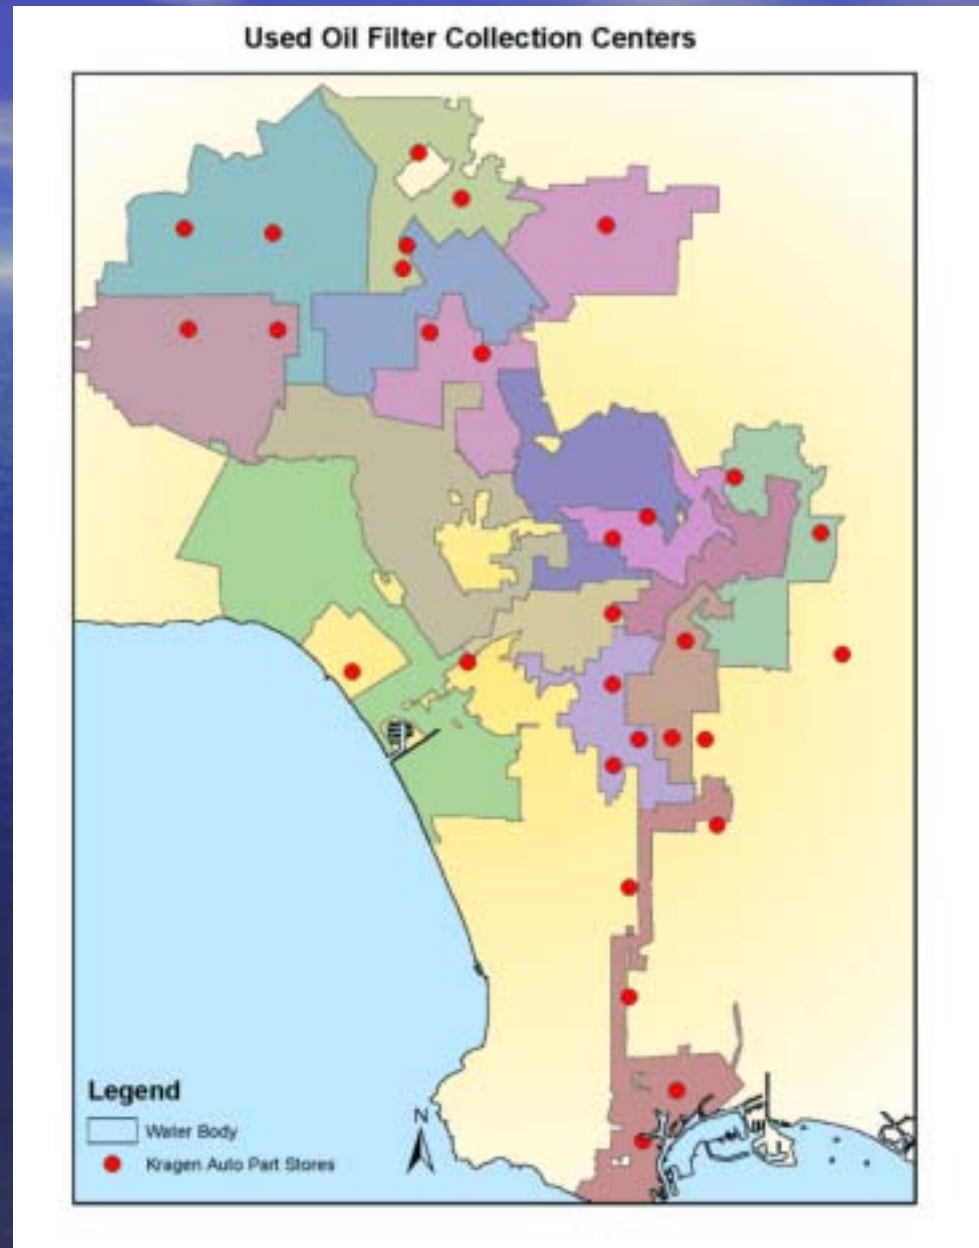 Used Oil Filter Collection Centers
Legend
Water Body
Kragen Auto Part Stores
N